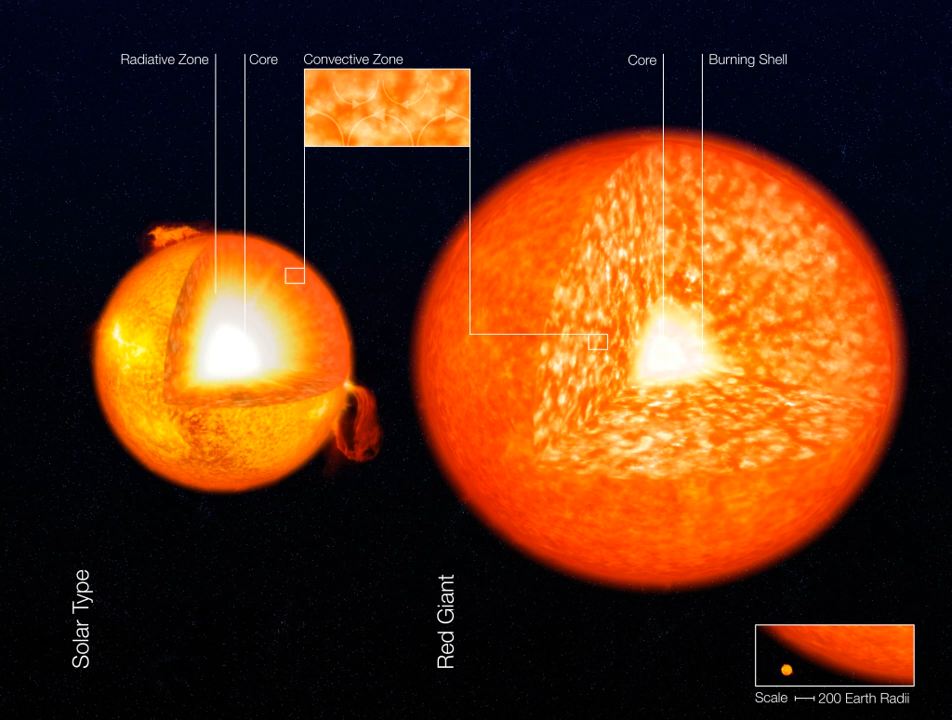 Radiative Zone
Core
Convective Zone
Core
Burning Shell
Solar Type
Red Giant
Scale
200 Earth Radii